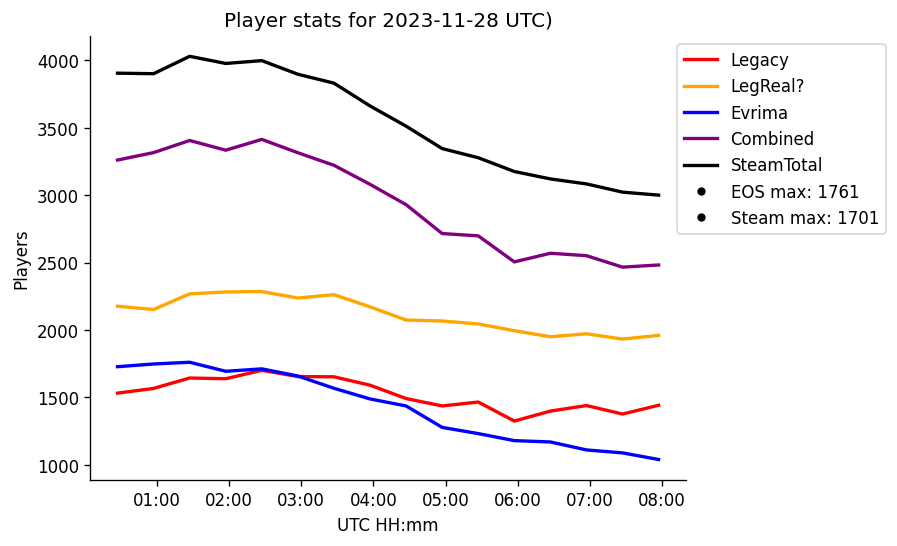 Player stats for 2023-11-28 UTC)
Players
4000
3500
3000
2500
2000
1500
1000
01:00 02:00 03:00 04:00 05:00 06:00 07:00 08:00
UTC HH:mm
Legacy
LegReal?
Evrima
Combined
SteamTotal
EOS max: 1761
Steam max: 1701